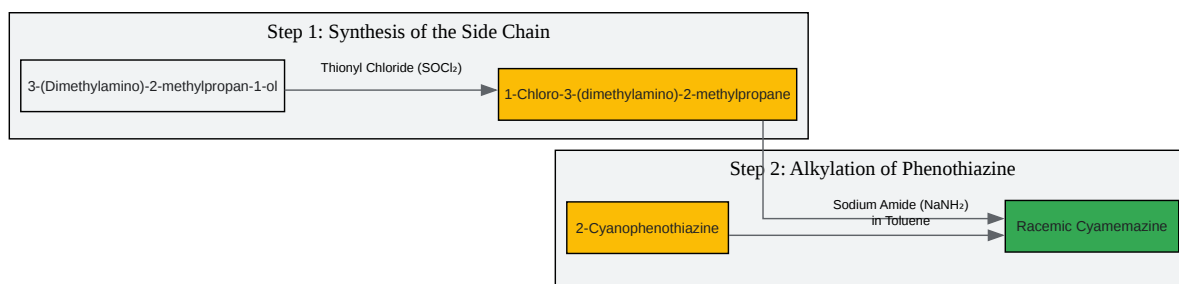 Step 1: Synthesis of the Side Chain
Thionyl Chloride (SOCl₂)
3-(Dimethylamino)-2-methylpropan-1-ol
1-Chloro-3-(dimethylamino)-2-methylpropane
Step 2: Alkylation of Phenothiazine
Sodium Amide (NaNH₂)
in Toluene
2-Cyanophenothiazine
Racemic Cyamemazine